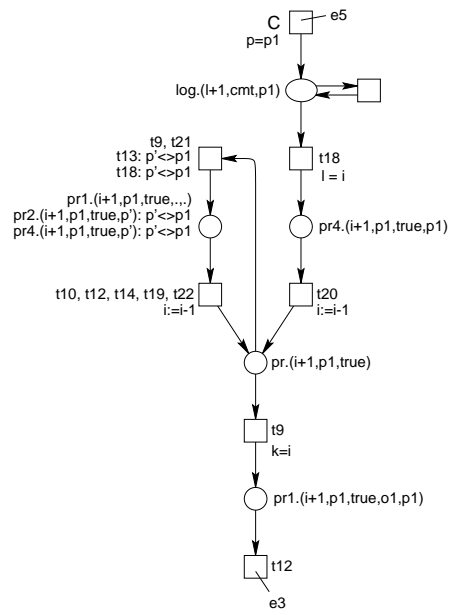 C
e5
p=p1
log.(l+1,cmt,p1)
t9, t21
t13: p'<>p1
t18: p'<>p1
t18
l = i
pr1.(i+1,p1,true,.,.)
pr2.(i+1,p1,true,p'): p'<>p1
pr4.(i+1,p1,true,p'): p'<>p1
pr4.(i+1,p1,true,p1)
t10, t12, t14, t19, t22
i:=i-1
t20
i:=i-1
pr.(i+1,p1,true)
t9
k=i
pr1.(i+1,p1,true,o1,p1)
t12
e3